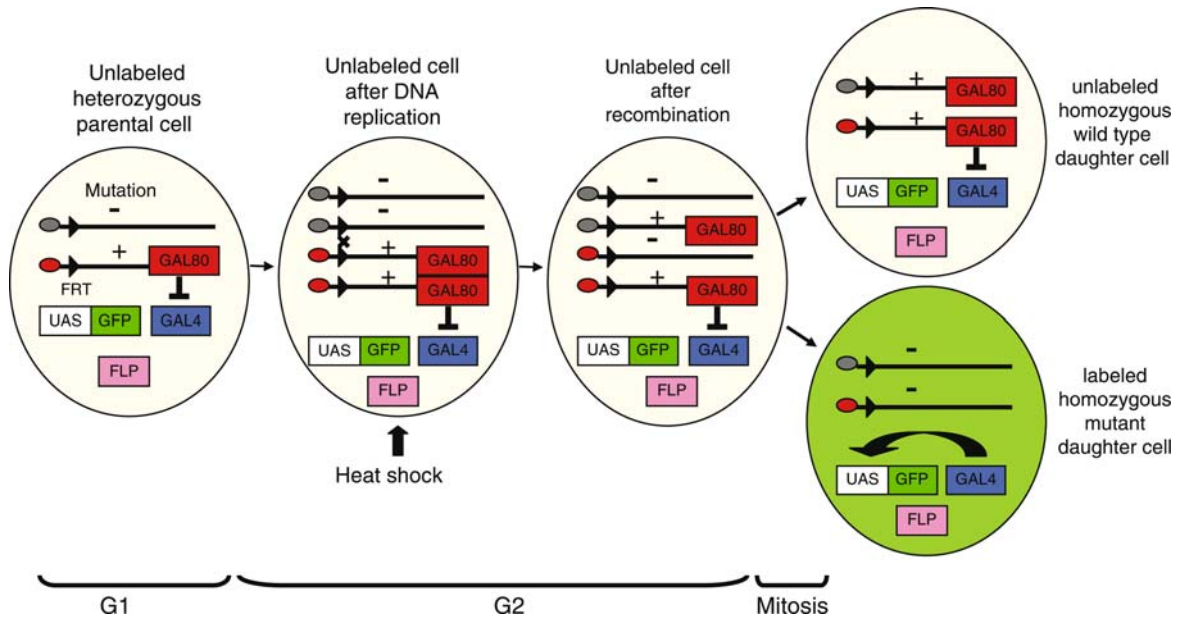 Unlabeled
heterozygous
parental cell
Mutation
-
+
GAL80
FRT
UAS GFP GAL4
FLP
Unlabeled cell
after DNA
replication
-
-
+
GAL80
+
GAL80
UAS GFP GAL4
FLP
Heat shock
Unlabeled cell
after
recombination
-
+
GAL80
-
+
GAL80
UAS GFP GAL4
FLP
+
GAL80
+
GAL80
UAS GFP GAL4
FLP
unlabeled
homozygous
wild type
daughter cell
-
-
UAS GFP GAL4
FLP
labeled
homozygous
mutant
daughter cell
G1
G2
Mitosis